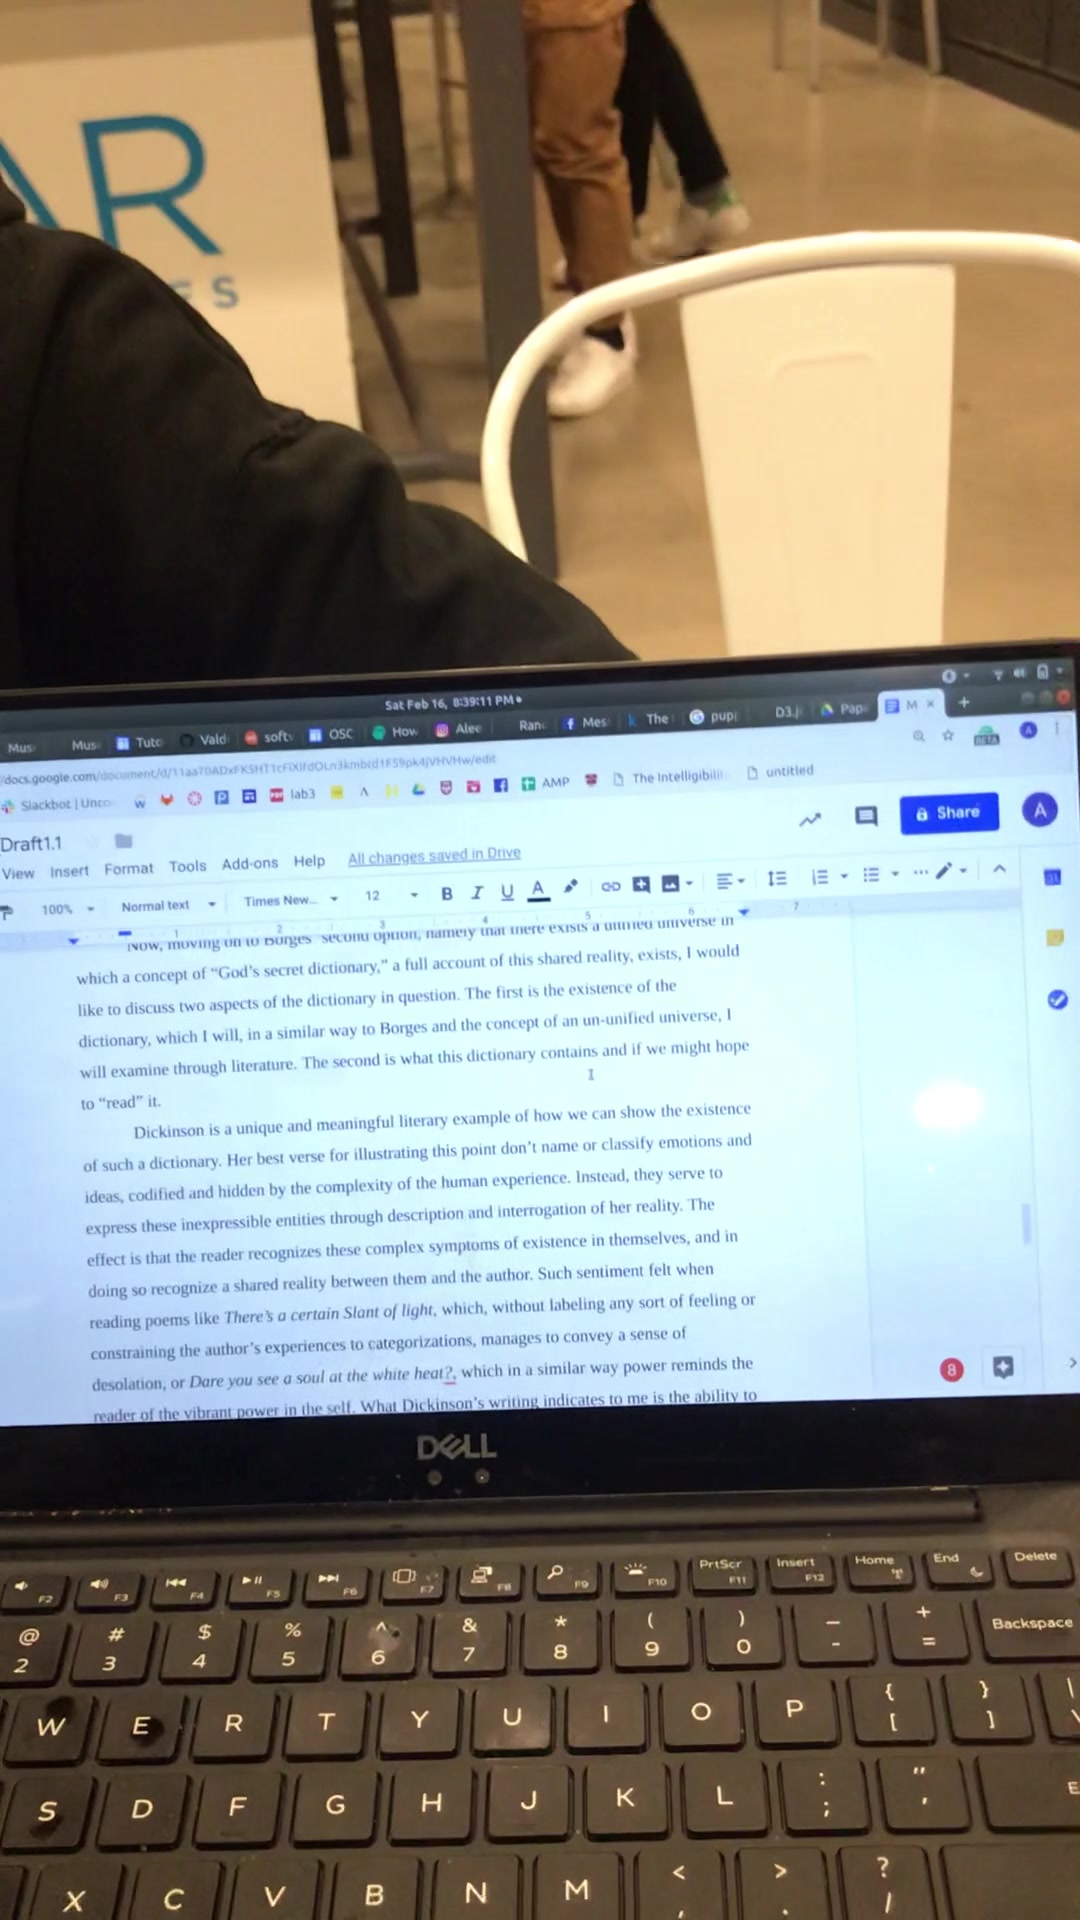 AR
ES
Sat Feb 16, 8:39:11 PM
Mus Mus Tuto Vald soft OSC How Alee Ran Mes The pup D3.j Pap M × +
Slackbot | Unco lab3 AMP The Intelligibili untitled
Draft1.1
Share
A
View Insert Format Tools Add-ons Help All changes saved in Drive
100% Normal text Times New... 12 B I U A
1 2 3 4 5 6 7
Now, moving on to Borges' second option, namely that there exists a unified universe in
which a concept of “God’s secret dictionary,” a full account of this shared reality, exists, I would
like to discuss two aspects of the dictionary in question. The first is the existence of the
dictionary, which I will, in a similar way to Borges and the concept of an un-unified universe, I
will examine through literature. The second is what this dictionary contains and if we might hope
to “read” it.
Dickinson is a unique and meaningful literary example of how we can show the existence
of such a dictionary. Her best verse for illustrating this point don’t name or classify emotions and
ideas, codified and hidden by the complexity of the human experience. Instead, they serve to
express these inexpressible entities through description and interrogation of her reality. The
effect is that the reader recognizes these complex symptoms of existence in themselves, and in
doing so recognize a shared reality between them and the author. Such sentiment felt when
reading poems like There’s a certain Slant of light, which, without labeling any sort of feeling or
constraining the author’s experiences to categorizations, manages to convey a sense of
desolation, or Dare you see a soul at the white heat?, which in a similar way power reminds the
reader of the vibrant power in the self. What Dickinson’s writing indicates to me is the ability to
8
DELL
F2 F3 F4 F5 F6 F7 F8 F9 F10 PrtScr F11 Insert F12 Home End Delete
@ # $ % ^ & * ( ) _ + Backspace
2 3 4 5 6 7 8 9 0 - =
W E R T Y U I O P { [ } ] | \
S D F G H J K L : ; " ' E
X C V B N M < , > . ? /